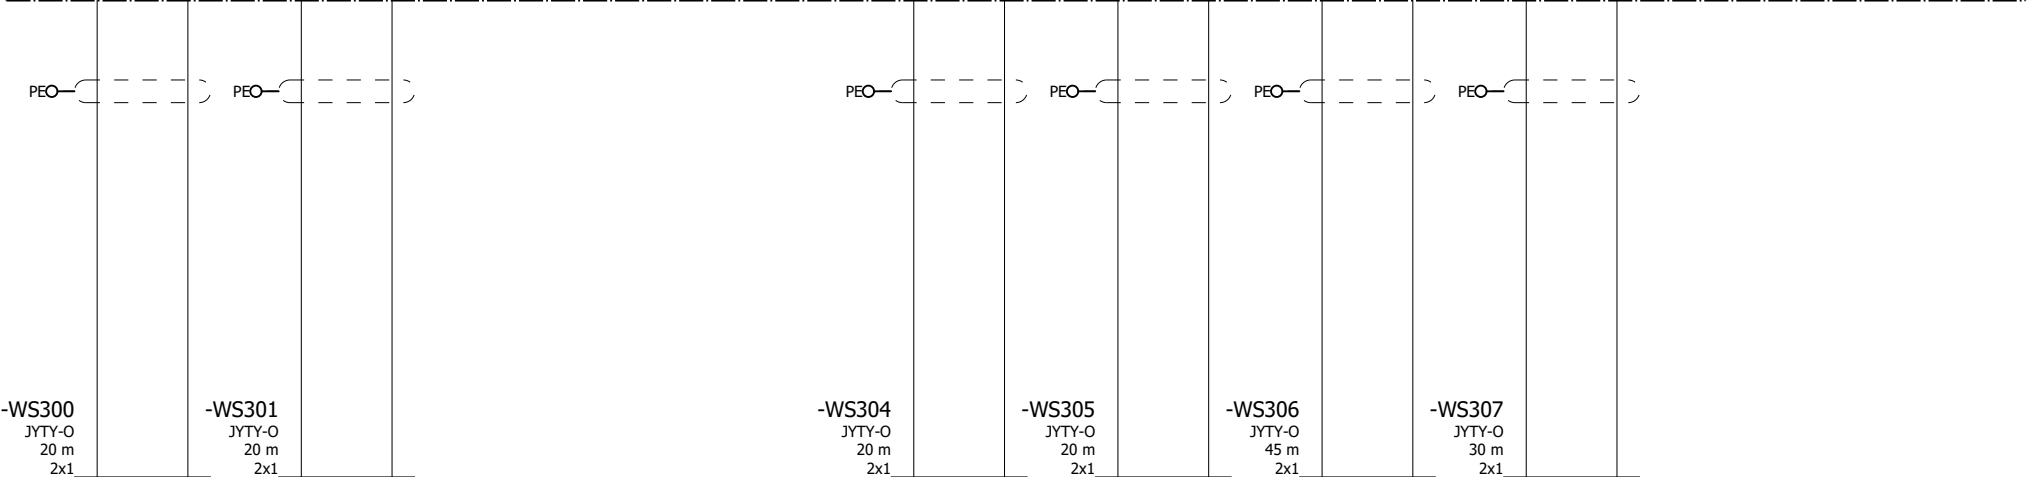 PE
PE
PE
PE
PE
PE
-WS300
JYTY-O
20 m
2x1
-WS301
JYTY-O
20 m
2x1
-WS304
JYTY-O
20 m
2x1
-WS305
JYTY-O
20 m
2x1
-WS306
JYTY-O
45 m
2x1
-WS307
JYTY-O
30 m
2x1